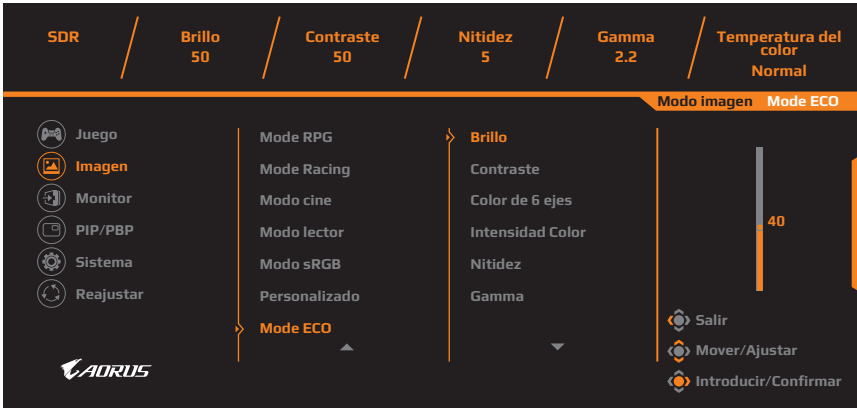 SDR
Brillo
50
Contraste
50
Nitidez
5
Gamma
2.2
Temperatura del
color
Normal
Modo imagen Mode ECO
Juego
Imagen
Monitor
PIP/PBP
Sistema
Reajustar
Mode RPG
Mode Racing
Modo cine
Modo lector
Modo sRGB
Personalizado
Mode ECO
Brillo
Contraste
Color de 6 ejes
Intensidad Color
Nitidez
Gamma
40
Salir
Mover/Ajustar
Introducir/Confirmar
AORUS